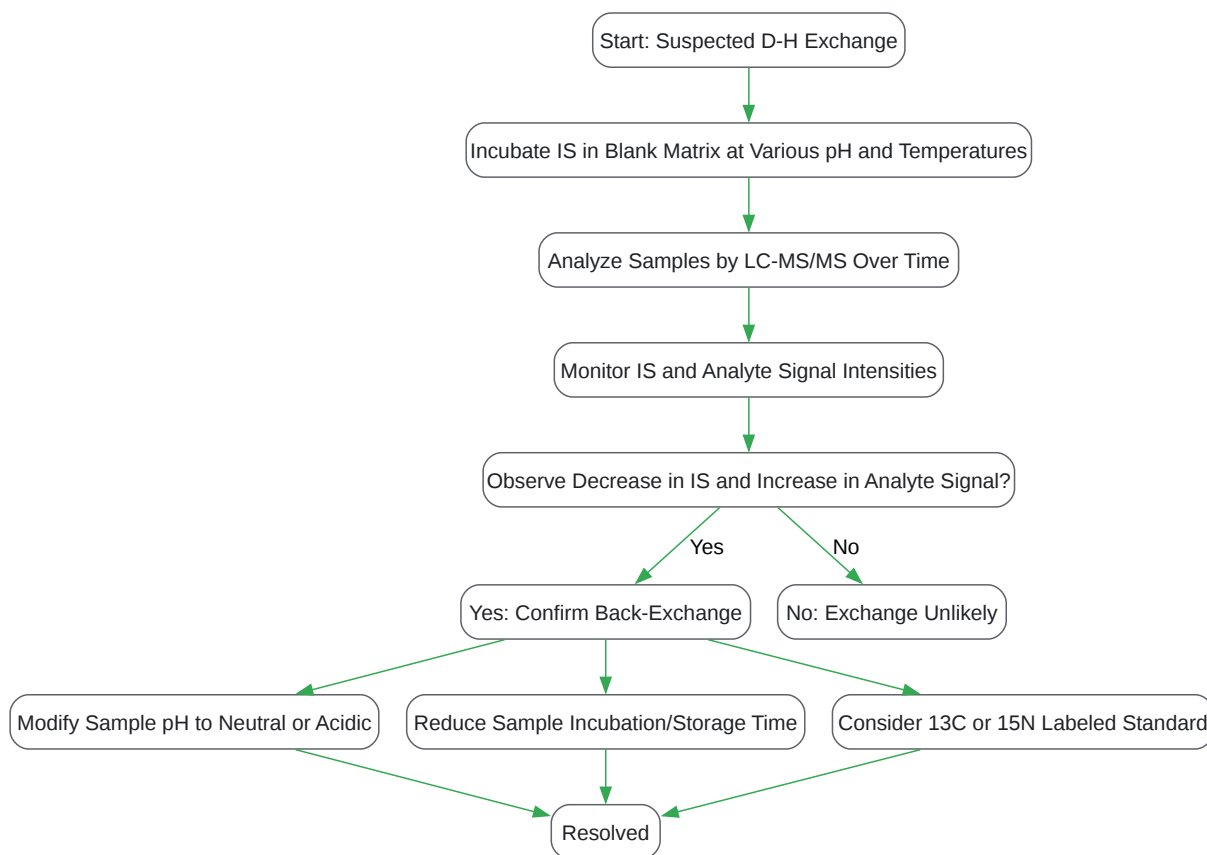 Start: Suspected D-H Exchange
Incubate IS in Blank Matrix at Various pH and Temperatures
Analyze Samples by LC-MS/MS Over Time
Monitor IS and Analyte Signal Intensities
Observe Decrease in IS and Increase in Analyte Signal?
Yes
No
Yes: Confirm Back-Exchange
No: Exchange Unlikely
Modify Sample pH to Neutral or Acidic
Reduce Sample Incubation/Storage Time
Consider 13C or 15N Labeled Standard
Resolved